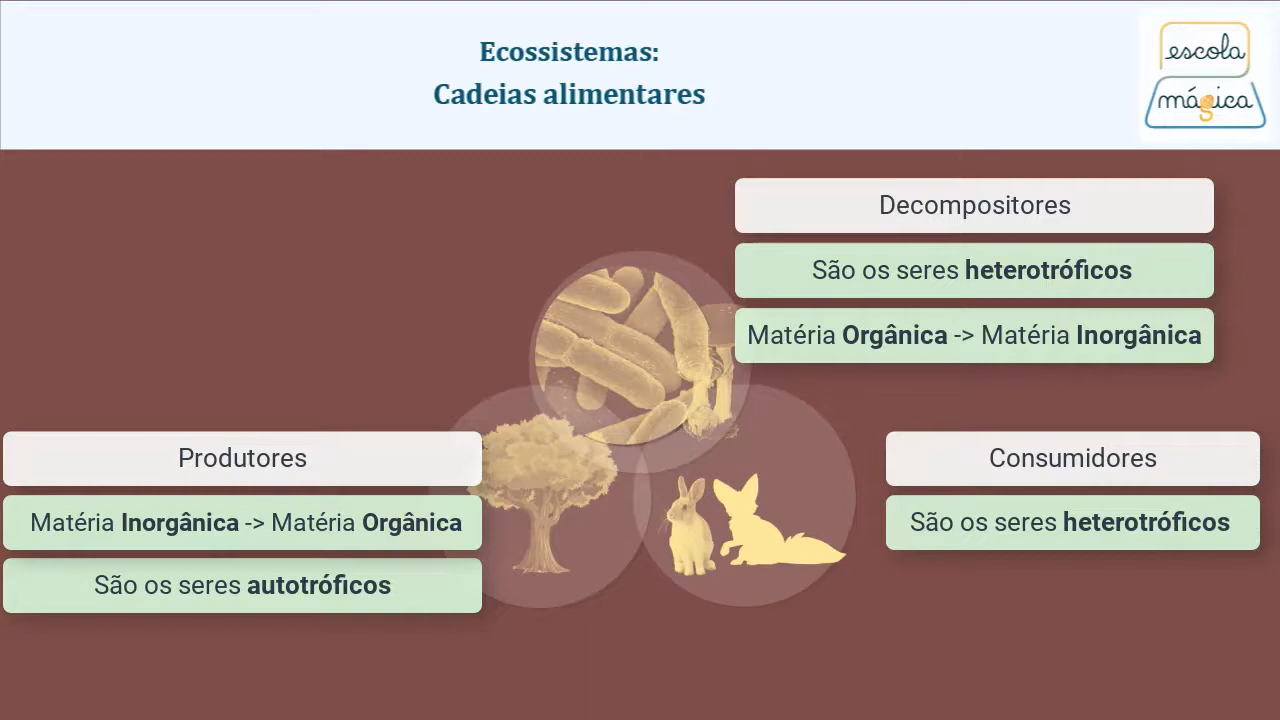 Ecossistemas:
Cadeias alimentares
escola
mágica
Decompositores
São os seres heterotróficos
Matéria Orgânica -> Matéria Inorgânica
Produtores
Matéria Inorgânica -> Matéria Orgânica
São os seres autotróficos
Consumidores
São os seres heterotróficos